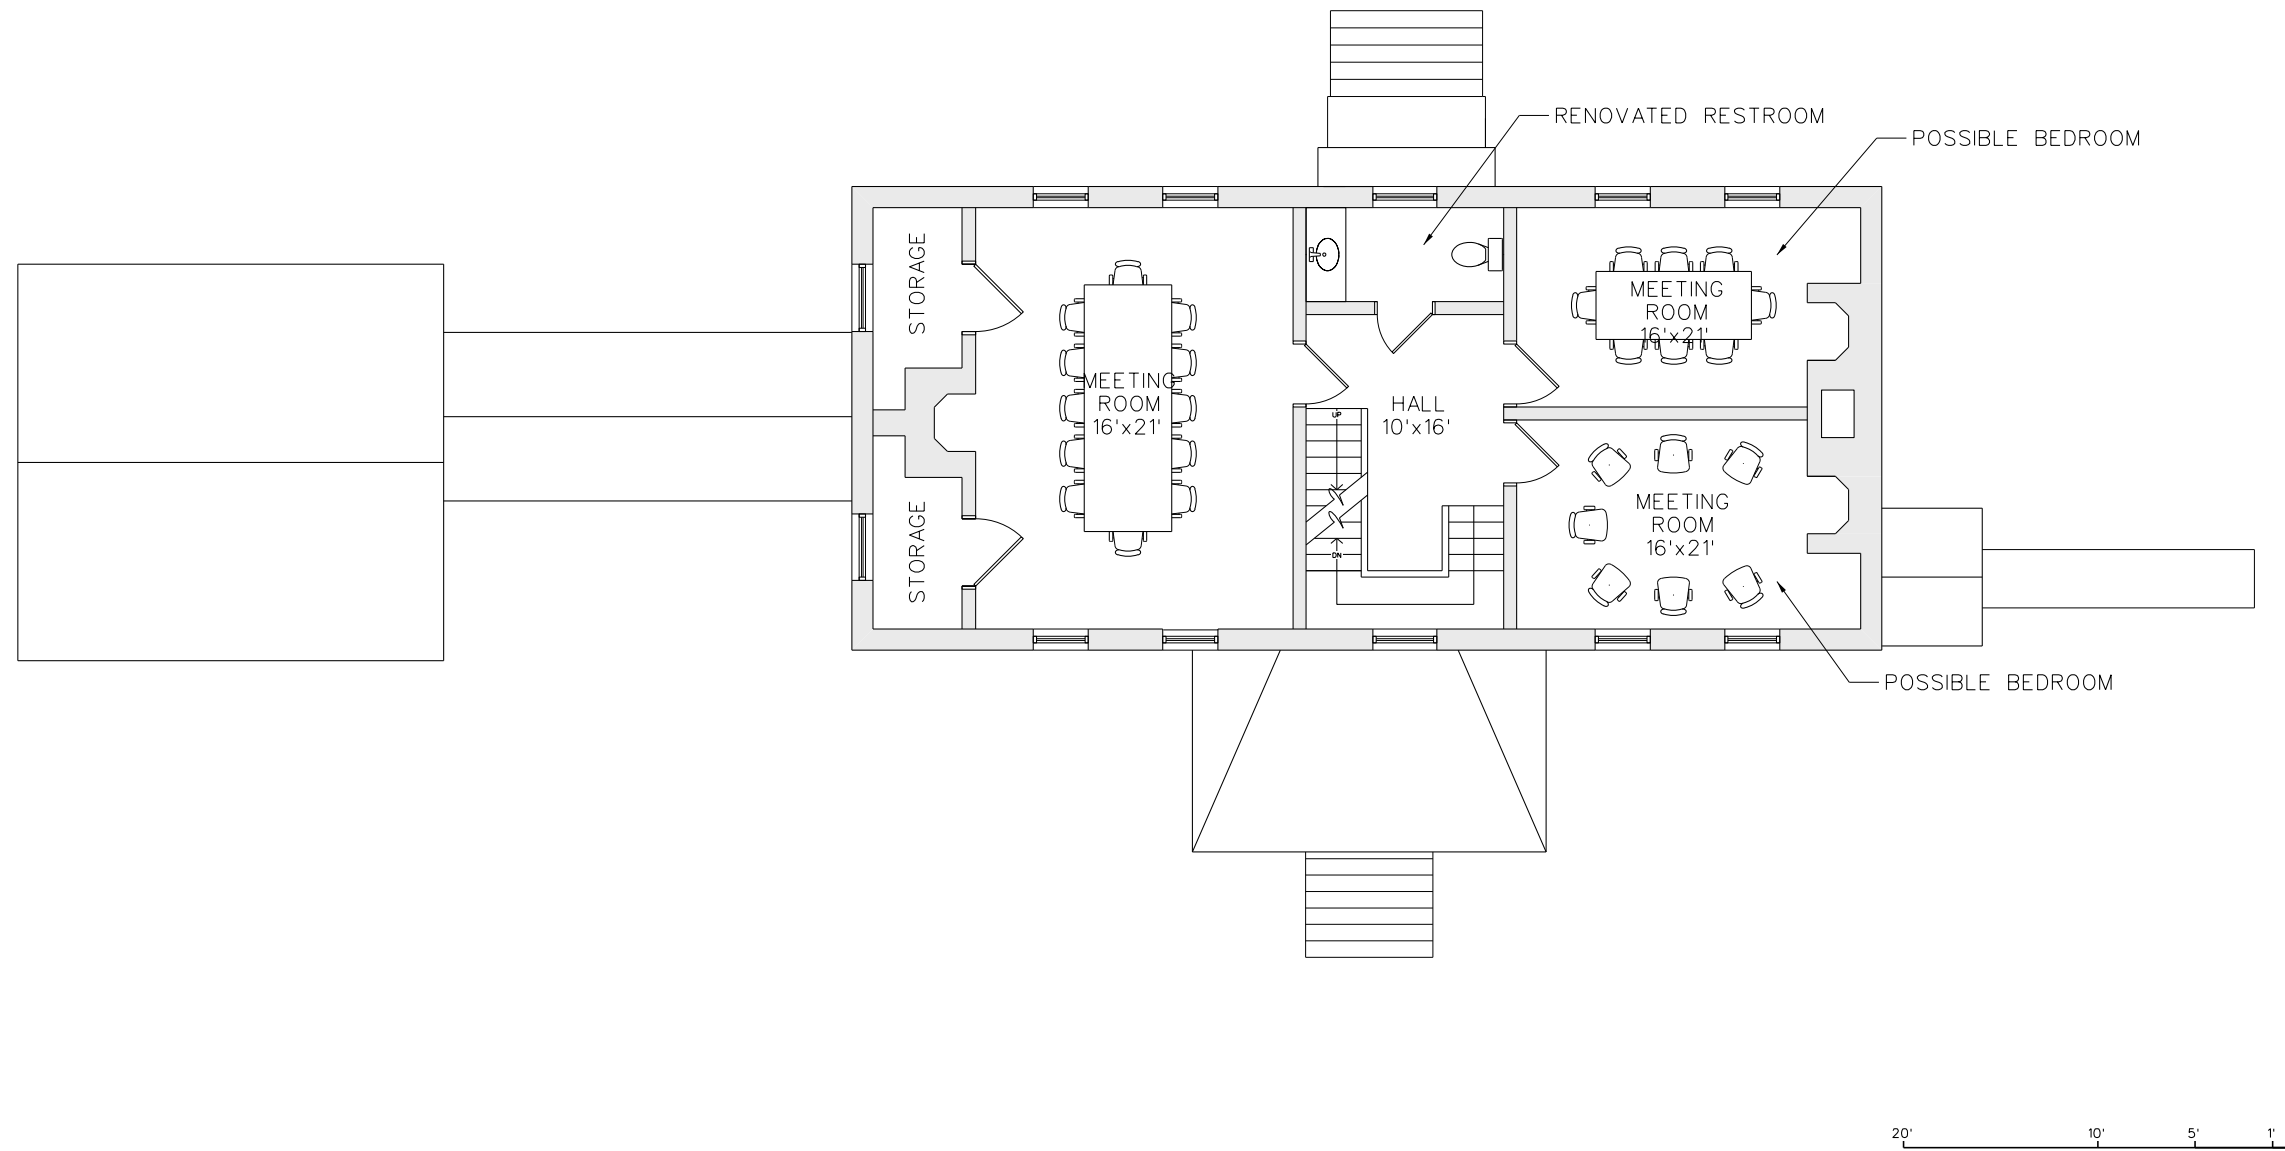 RENOVATED RESTROOM
POSSIBLE BEDROOM
STORAGE
MEETING
ROOM
16'x21'
MEETING
ROOM
16'x21'
UP
HALL
10'x16'
STORAGE
MEETING
ROOM
16'x21'
DN
POSSIBLE BEDROOM
20' 10' 5' 1'